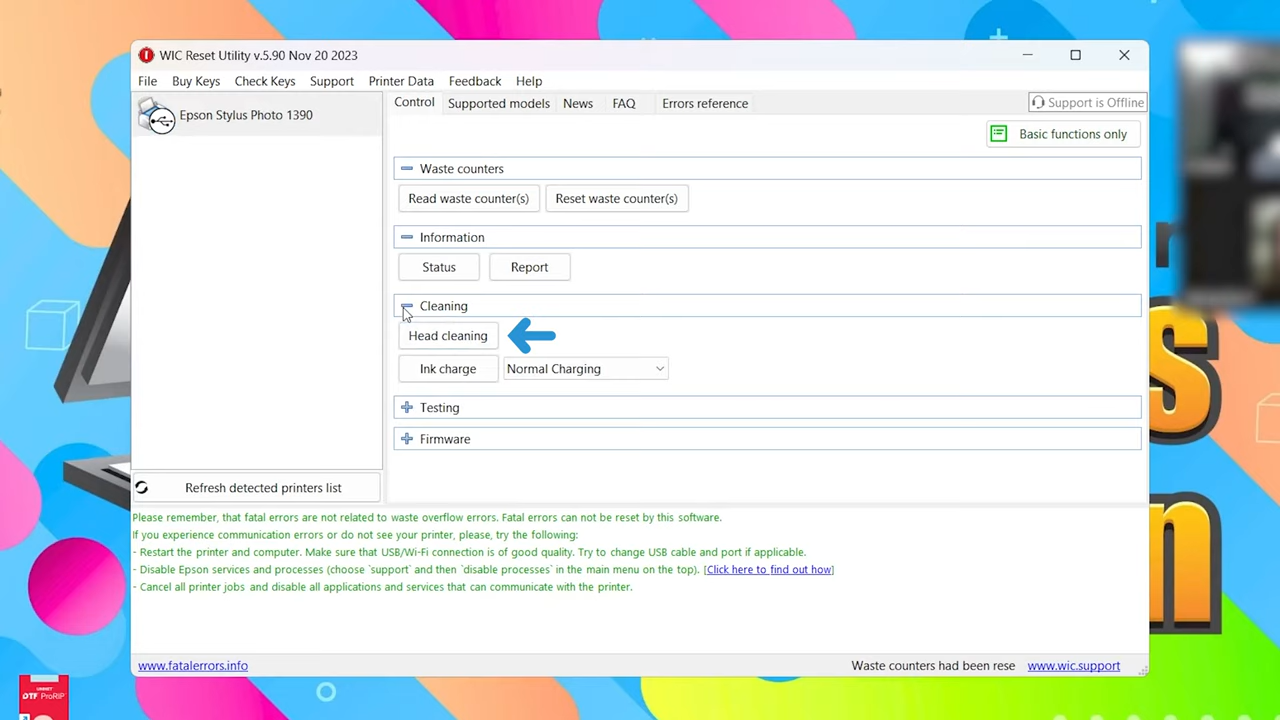 WIC Reset Utility v.5.90 Nov 20 2023
File Buy Keys Check Keys Support Printer Data Feedback Help
Epson Stylus Photo 1390
Control Supported models News FAQ Errors reference
Support is Offline
Basic functions only
Waste counters
Read waste counter(s) Reset waste counter(s)
Information
Status Report
Cleaning
Head cleaning
Ink charge Normal Charging
Testing
Firmware
Refresh detected printers list
Please remember, that fatal errors are not related to waste overflow errors. Fatal errors can not be reset by this software.
If you experience communication errors or do not see your printer, please, try the following:
- Restart the printer and computer. Make sure that USB/Wi-Fi connection is of good quality. Try to change USB cable and port if applicable.
- Disable Epson services and processes (choose `support` and then `disable processes` in the main menu on the top). [Click here to find out how]
- Cancel all printer jobs and disable all applications and services that can communicate with the printer.
www.fatalerrors.info Waste counters had been rese www.wic.support
UNINET
DTF ProRIP